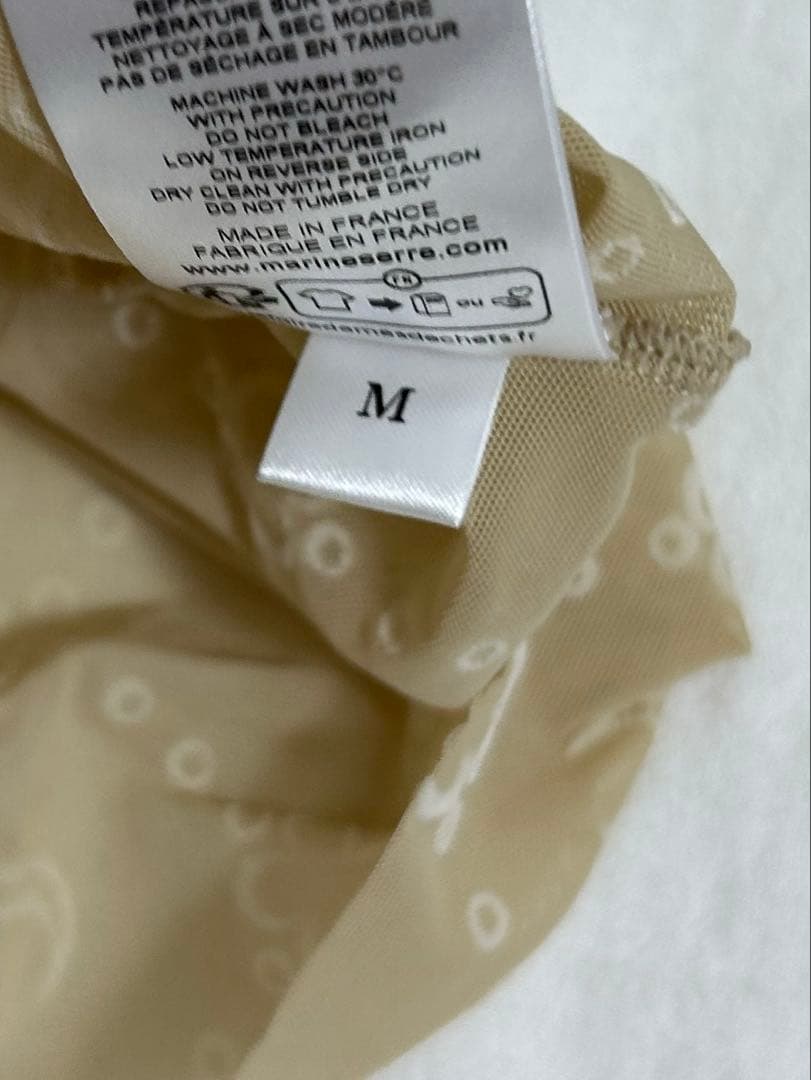 TEMPÉRATURE SUR
NETTOYAGE À SEC MODÉRÉ
PAS DE SÉCHAGE EN TAMBOUR
MACHINE WASH 30°C
WITH PRECAUTION
DO NOT BLEACH
LOW TEMPERATURE IRON
ON REVERSE SIDE
DRY CLEAN WITH PRECAUTION
DO NOT TUMBLE DRY
MADE IN FRANCE
FABRIQUE EN FRANCE
www.marineserre.com
FR
ou
M